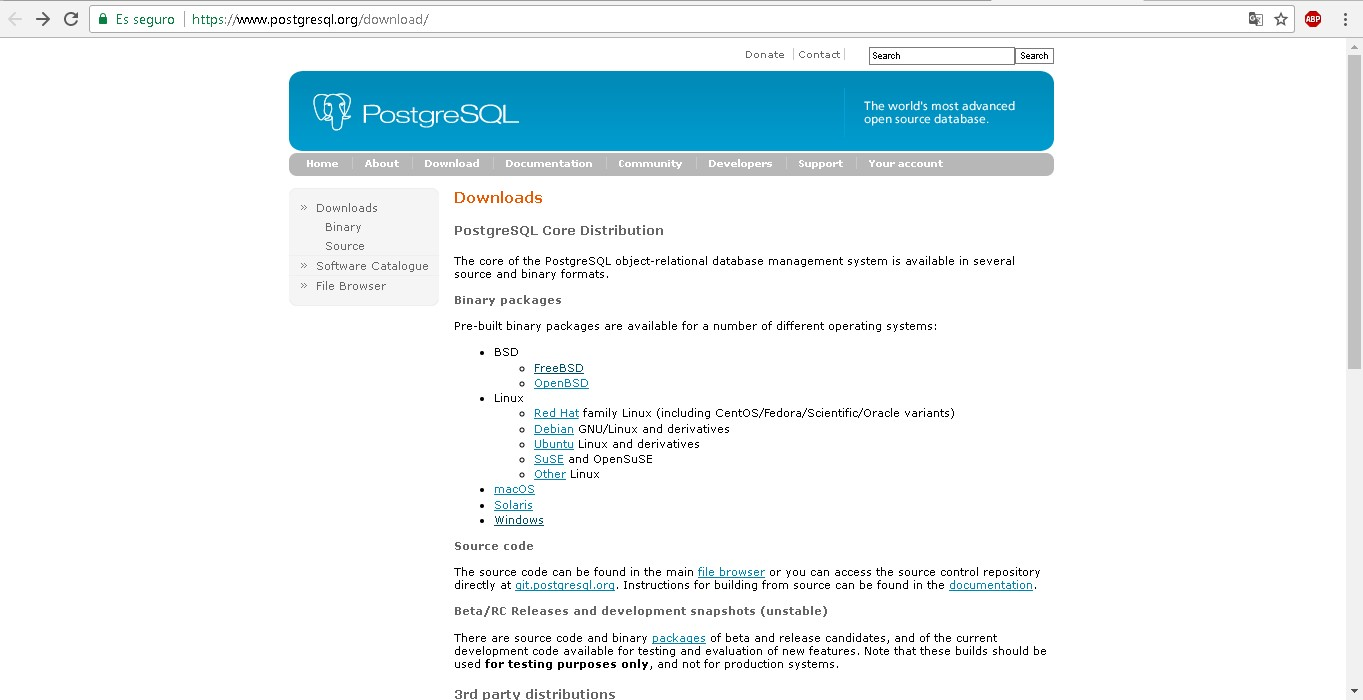 Es seguro https://www.postgresql.org/download/ ABP
Donate Contact Search Search
PostgreSQL
The world's most advanced
open source database.
Home About Download Documentation Community Developers Support Your account
» Downloads
Binary
Source
» Software Catalogue
» File Browser
Downloads
PostgreSQL Core Distribution
The core of the PostgreSQL object-relational database management system is available in several
source and binary formats.
Binary packages
Pre-built binary packages are available for a number of different operating systems:
BSD
FreeBSD
OpenBSD
Linux
Red Hat family Linux (including CentOS/Fedora/Scientific/Oracle variants)
Debian GNU/Linux and derivatives
Ubuntu Linux and derivatives
SuSE and OpenSuSE
Other Linux
macOS
Solaris
Windows
Source code
The source code can be found in the main file browser or you can access the source control repository
directly at git.postgresql.org. Instructions for building from source can be found in the documentation.
Beta/RC Releases and development snapshots (unstable)
There are source code and binary packages of beta and release candidates, and of the current
development code available for testing and evaluation of new features. Note that these builds should be
used for testing purposes only, and not for production systems.
3rd party distributions